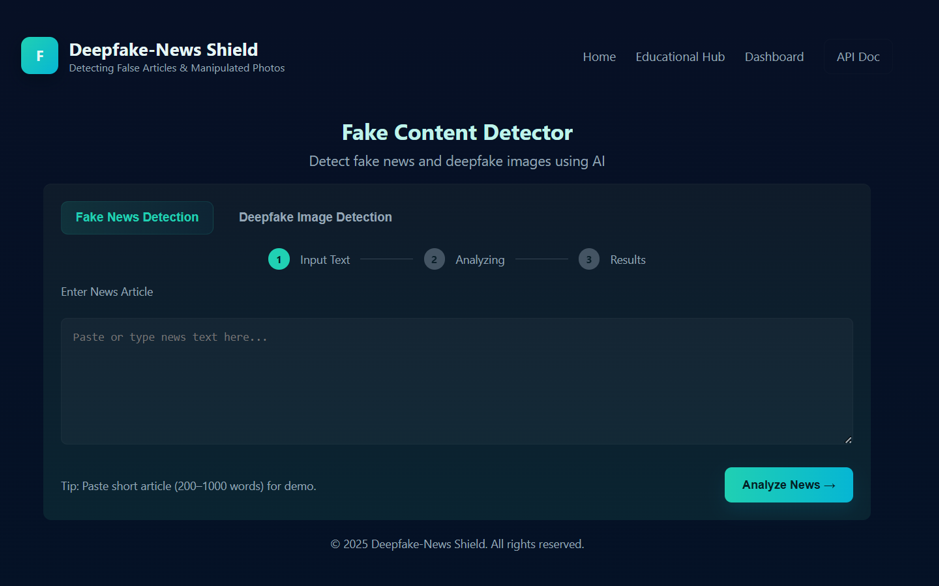 F
Deepfake-News Shield
Detecting False Articles & Manipulated Photos
Home
Educational Hub
Dashboard
API Doc
Fake Content Detector
Detect fake news and deepfake images using AI
Fake News Detection
Deepfake Image Detection
1 Input Text
2 Analyzing
3 Results
Enter News Article
Paste or type news text here...
Tip: Paste short article (200–1000 words) for demo.
Analyze News →
© 2025 Deepfake-News Shield. All rights reserved.